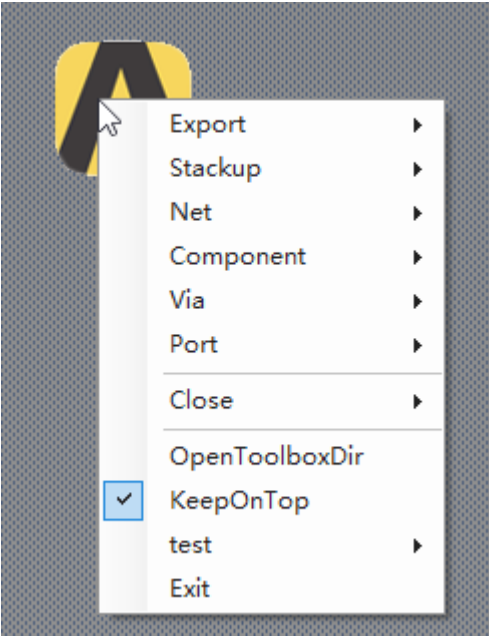 Export
Stackup
Net
Component
Via
Port
Close
OpenToolboxDir
KeepOnTop
test
Exit